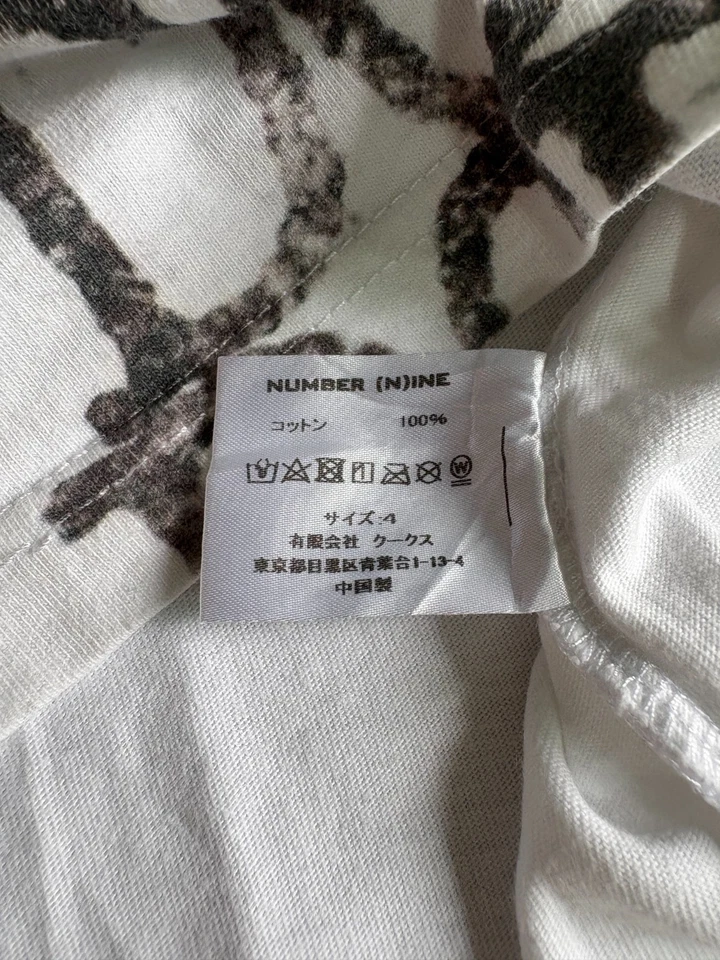 NUMBER (N)INE
コットン 100%
サイズ:4
有限会社 クークス
東京都目黒区青葉台1-13-4
中国製